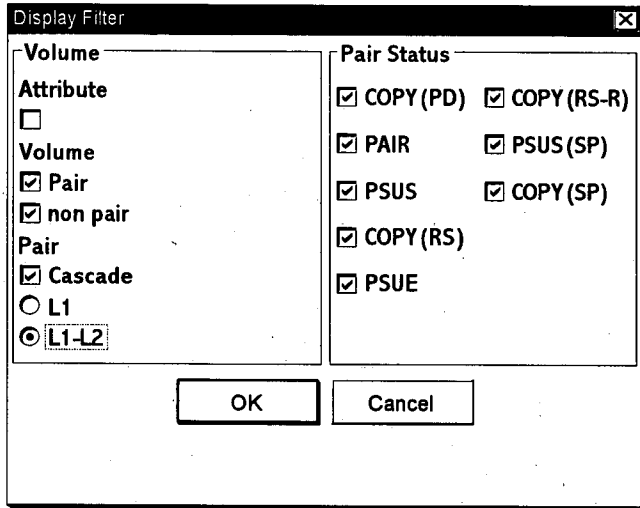 Display Filter
Volume
Attribute
Volume
Pair
non pair
Pair
Cascade
L1
L1-L2
Pair Status
COPY(PD) COPY(RS-R)
PAIR PSUS(SP)
PSUS COPY(SP)
COPY(RS)
PSUE
OK Cancel